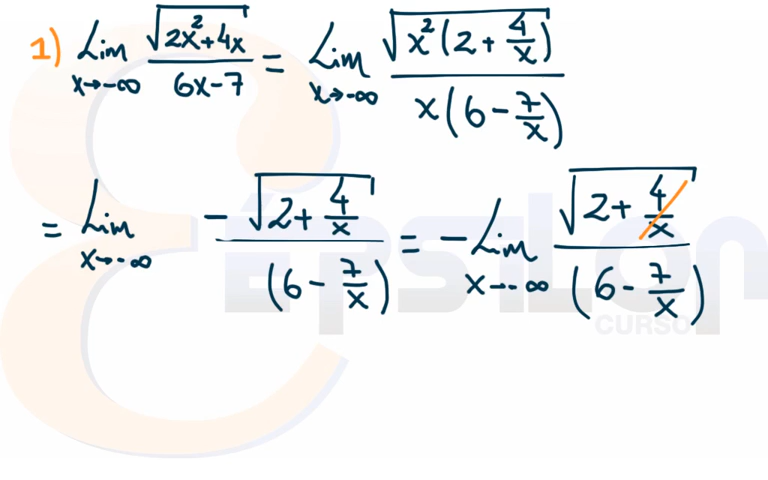 1) Lim x→-∞ √(2x²+4x) / (6x-7) = Lim x→-∞ √(x²(2+4/x)) / x(6-7/x)
= Lim x→-∞ -√(2+4/x) / (6-7/x) = -Lim x→-∞ √(2+4/x) / (6-7/x)
ÉPSILON
CURSO